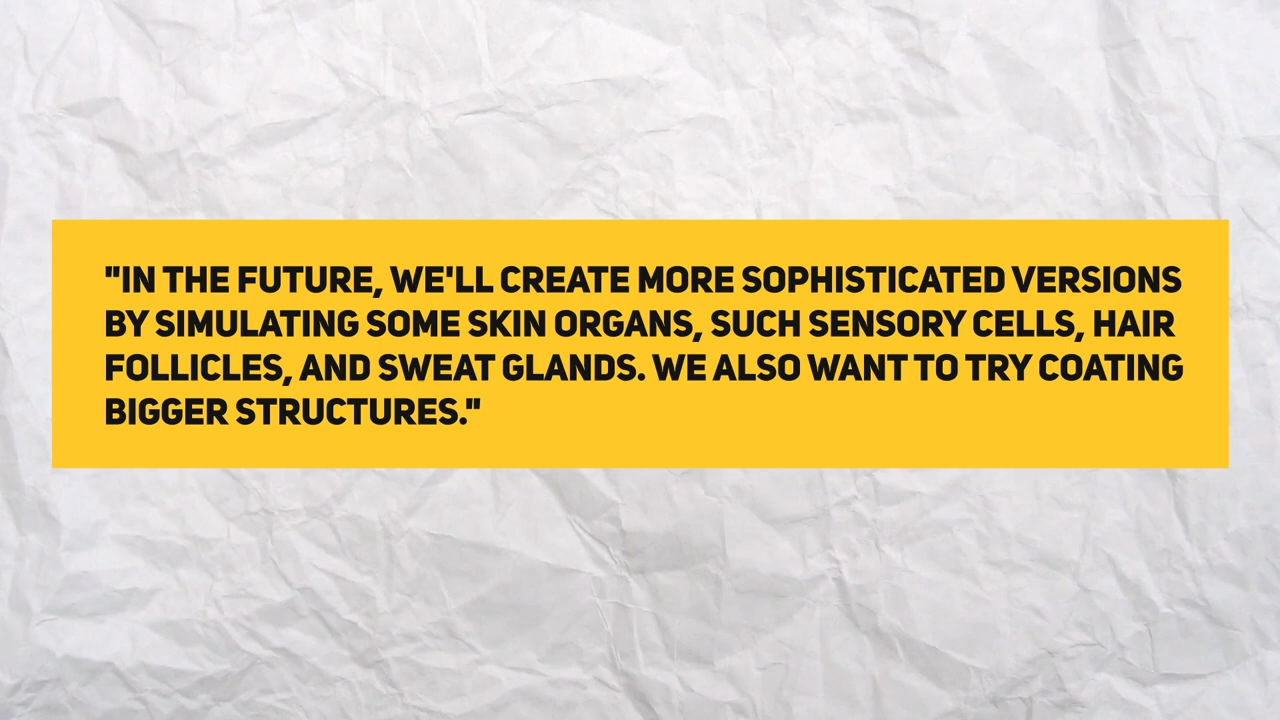 "IN THE FUTURE, WE'LL CREATE MORE SOPHISTICATED VERSIONS
BY SIMULATING SOME SKIN ORGANS, SUCH SENSORY CELLS, HAIR
FOLLICLES, AND SWEAT GLANDS. WE ALSO WANT TO TRY COATING
BIGGER STRUCTURES."